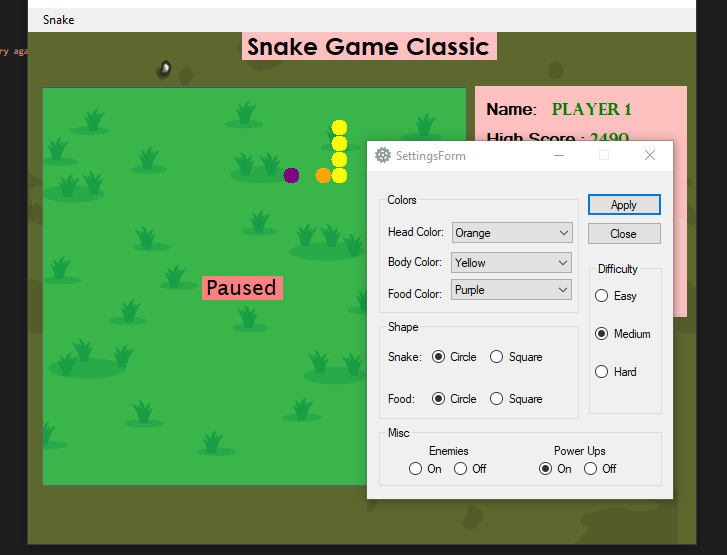 Snake
ry aga
Snake Game Classic
Name: PLAYER 1
High Score : 2490
SettingsForm
Colors
Head Color: Orange
Body Color: Yellow
Food Color: Purple
Apply
Close
Difficulty
Easy
Medium
Hard
Paused
Shape
Snake: Circle Square
Food: Circle Square
Misc
Enemies Power Ups
On Off On Off